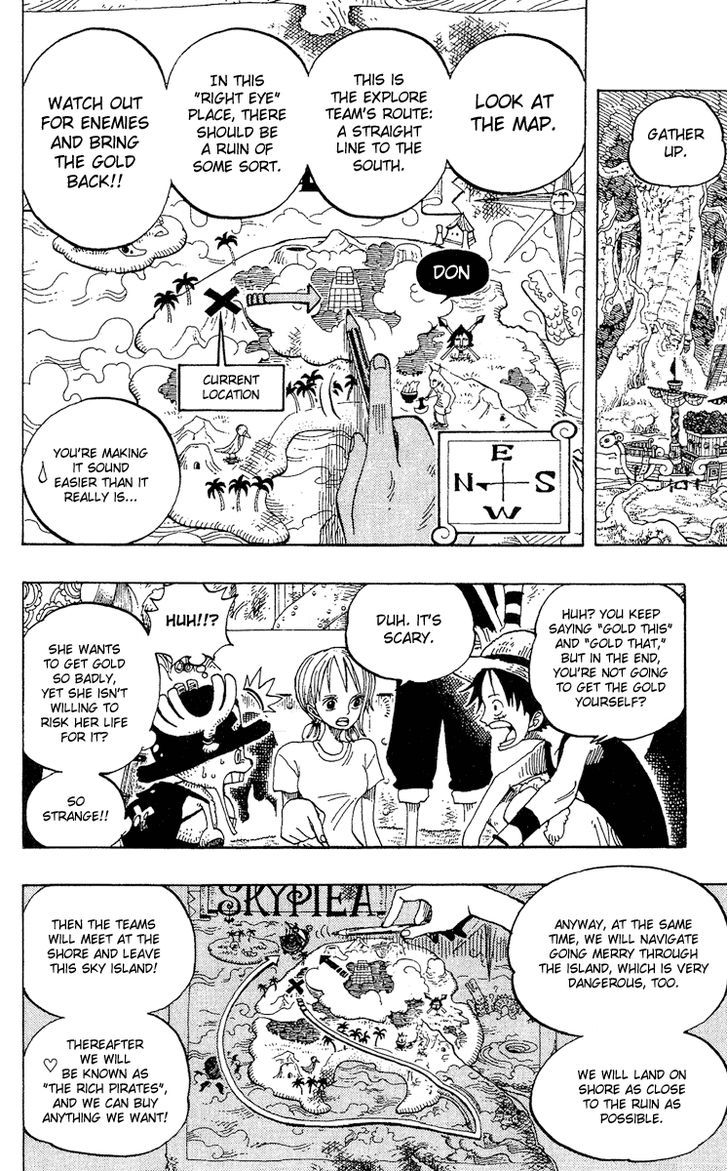 GATHER
UP.
LOOK AT
THE MAP.
THIS IS
THE EXPLORE
TEAM'S ROUTE:
A STRAIGHT
LINE TO THE
SOUTH.
IN THIS
"RIGHT EYE"
PLACE, THERE
SHOULD BE
A RUIN OF
SOME SORT.
WATCH OUT
FOR ENEMIES
AND BRING
THE GOLD
BACK!!
DON
CURRENT
LOCATION
E
N S
W
YOU'RE MAKING
IT SOUND
EASIER THAN IT
REALLY IS...
HUH? YOU KEEP
SAYING "GOLD THIS"
AND "GOLD THAT,"
BUT IN THE END,
YOU'RE NOT GOING
TO GET THE GOLD
YOURSELF?
DUH. IT'S
SCARY.
HUH!!?
SHE WANTS
TO GET GOLD
SO BADLY,
YET SHE ISN'T
WILLING TO
RISK HER LIFE
FOR IT?
SO
STRANGE!!
SKYPIEA
ANYWAY, AT THE SAME
TIME, WE WILL NAVIGATE
GOING MERRY THROUGH
THE ISLAND, WHICH IS VERY
DANGEROUS, TOO.
WE WILL LAND ON
SHORE AS CLOSE
TO THE RUIN AS
POSSIBLE.
THEN THE TEAMS
WILL MEET AT THE
SHORE AND LEAVE
THIS SKY ISLAND!
THEREAFTER
WE WILL
♡ BE KNOWN AS
"THE RICH PIRATES",
AND WE CAN BUY
ANYTHING WE WANT!